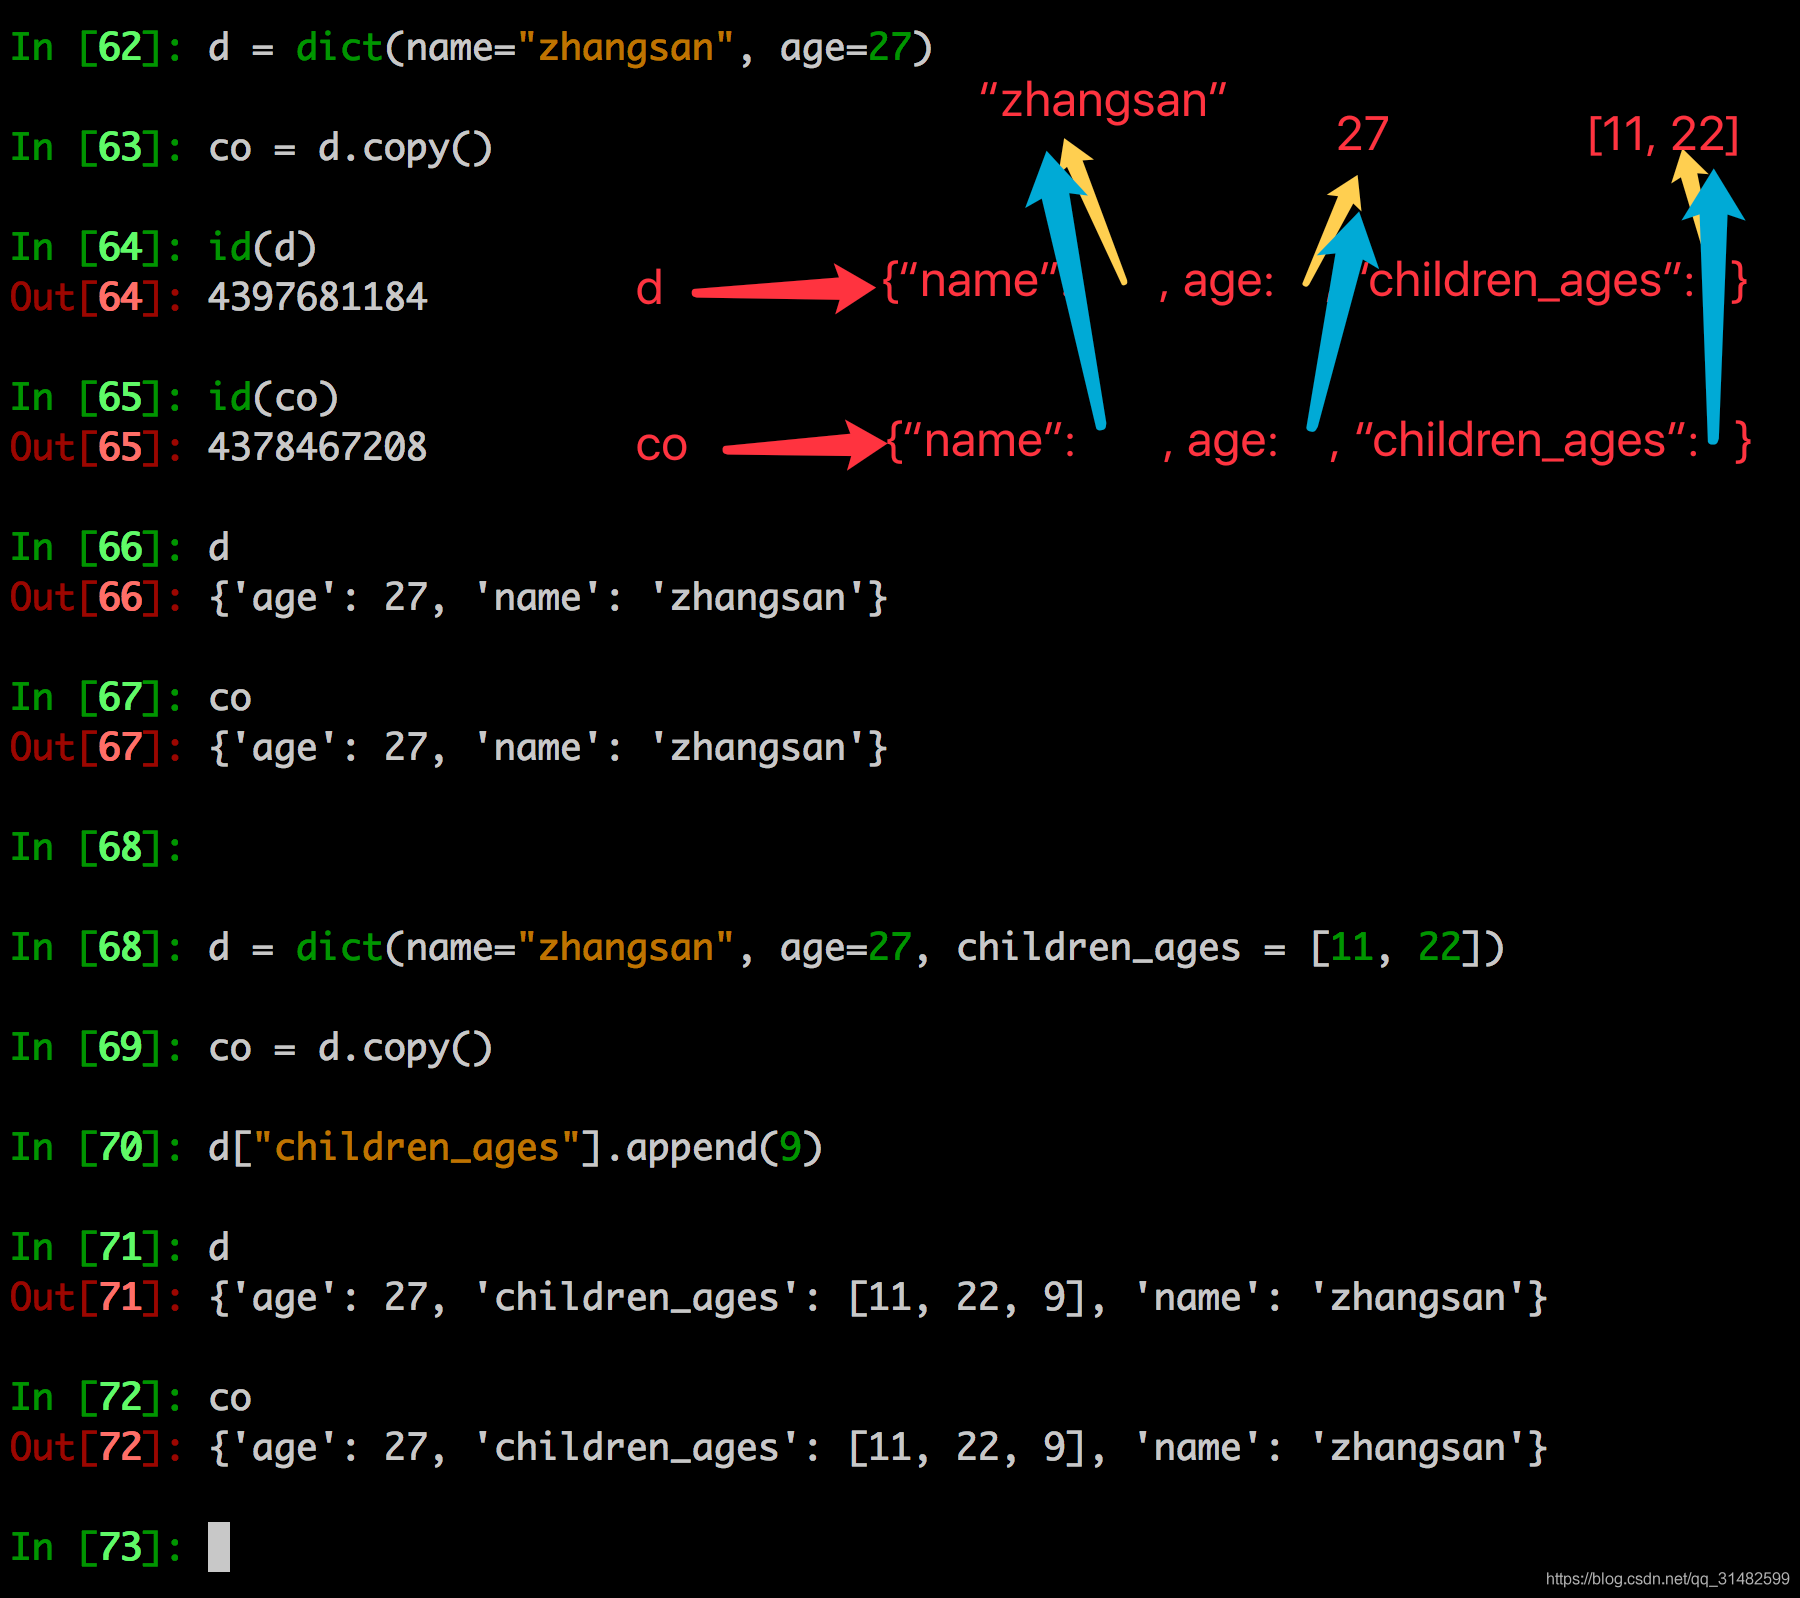 In [62]: d = dict(name="zhangsan", age=27)
“zhangsan”
27
[11, 22]
In [63]: co = d.copy()
In [64]: id(d)
Out[64]: 4397681184
d
{“name” , age: “children_ages”: }
In [65]: id(co)
Out[65]: 4378467208
co
{“name”: , age: , “children_ages”: }
In [66]: d
Out[66]: {'age': 27, 'name': 'zhangsan'}
In [67]: co
Out[67]: {'age': 27, 'name': 'zhangsan'}
In [68]:
In [68]: d = dict(name="zhangsan", age=27, children_ages = [11, 22])
In [69]: co = d.copy()
In [70]: d["children_ages"].append(9)
In [71]: d
Out[71]: {'age': 27, 'children_ages': [11, 22, 9], 'name': 'zhangsan'}
In [72]: co
Out[72]: {'age': 27, 'children_ages': [11, 22, 9], 'name': 'zhangsan'}
In [73]:
https://blog.csdn.net/qq_31482599